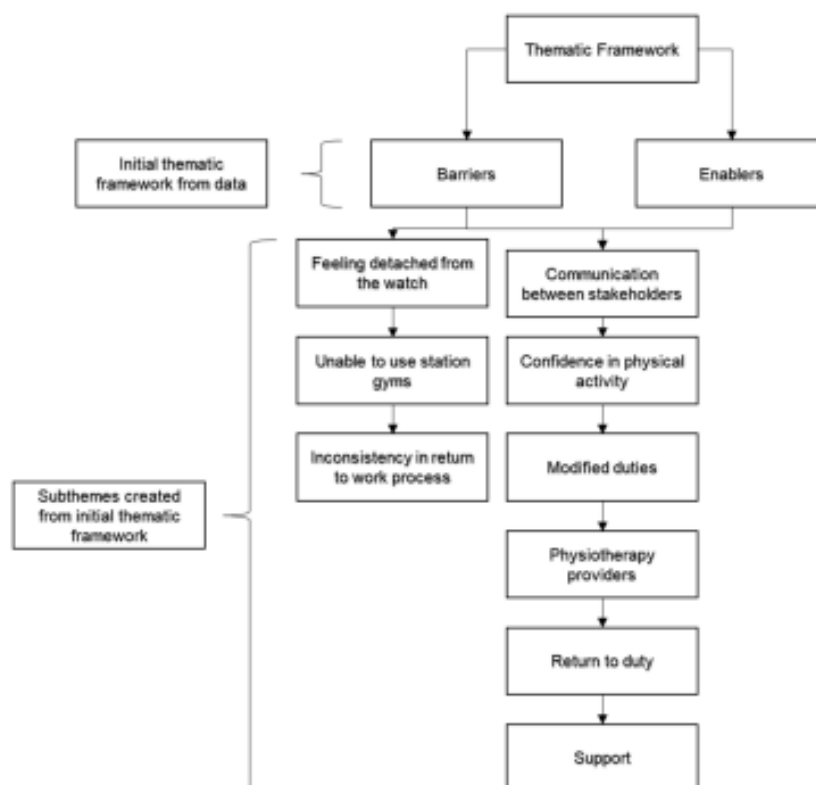 Thematic Framework
Initial thematic
framework from data
Barriers
Enablers
Feeling detached from
the watch
Communication
between stakeholders
Unable to use station
gyms
Confidence in physical
activity
Inconsistency in return
to work process
Modified duties
Subthemes created
from initial thematic
framework
Physiotherapy
providers
Return to duty
Support